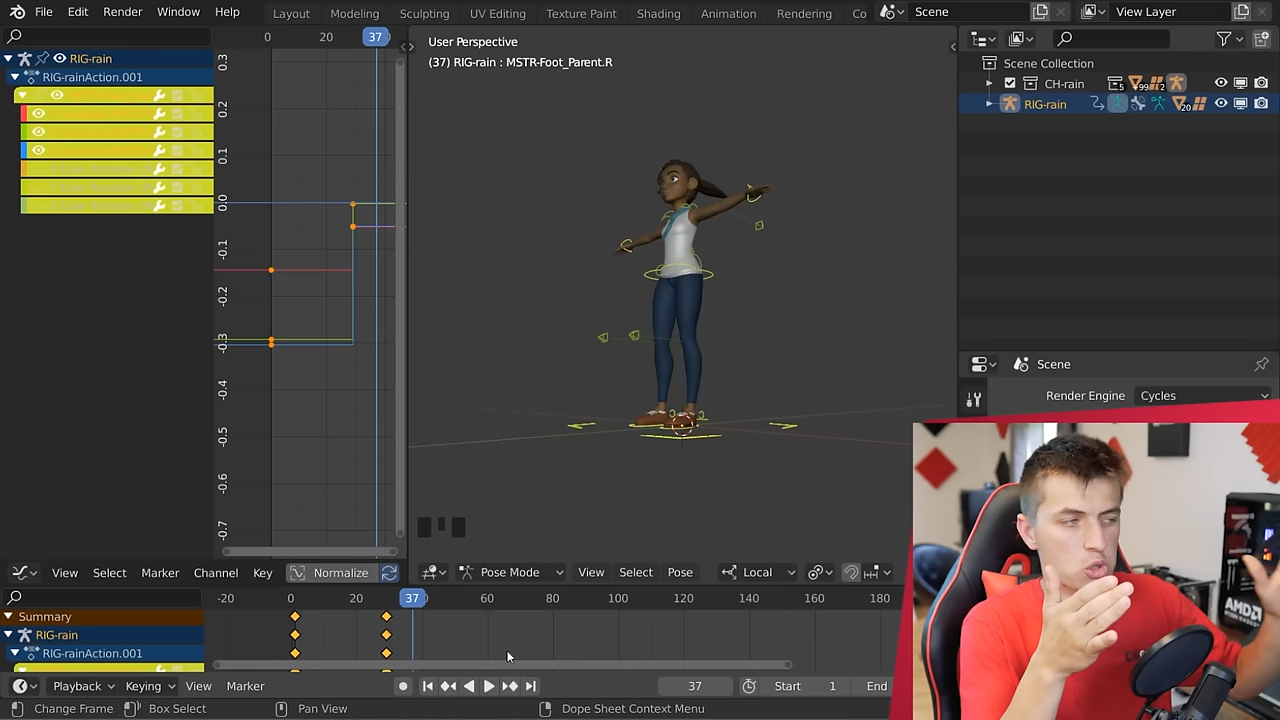 File Edit Render Window Help Layout Modeling Sculpting UV Editing Texture Paint Shading Animation Rendering Co Scene View Layer
0 20 37
RIG-rain
RIG-rainAction.001
0.3
0.2
0.1
0.0
-0.1
-0.2
-0.3
-0.4
-0.5
-0.6
-0.7
User Perspective
(37) RIG-rain : MSTR-Foot_Parent.R
Scene Collection
CH-rain 5 99 2
RIG-rain 20
Scene
Render Engine Cycles
View Select Marker Channel Key Normalize Pose Mode View Select Pose Local
-20 0 20 37 60 80 100 120 140 160 180
Summary
RIG-rain
RIG-rainAction.001
Playback Keying View Marker 37 Start 1 End
Change Frame Box Select Pan View Dope Sheet Context Menu
AMD